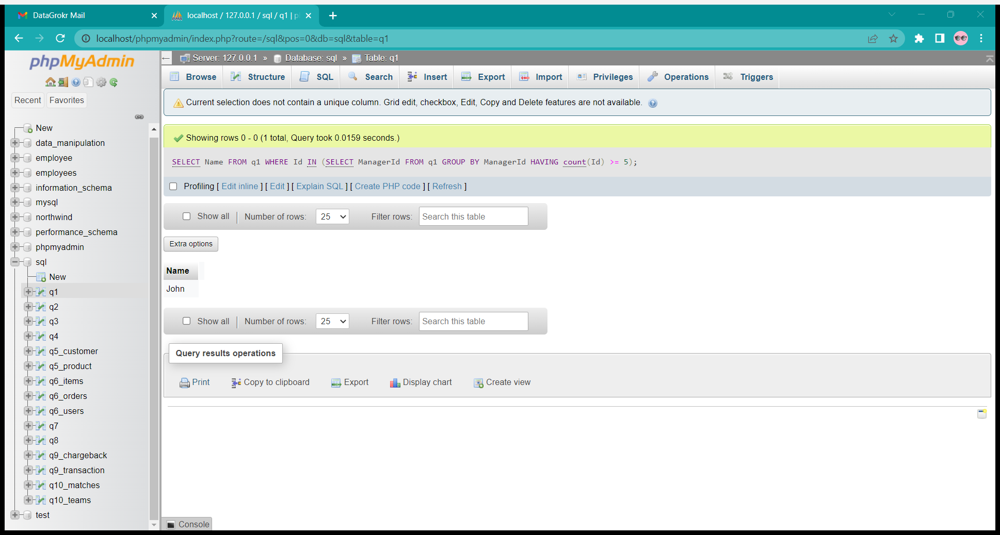 DataGrokr Mail
localhost / 127.0.0.1 / sql / q1 | p
localhost/phpmyadmin/index.php?route=/sql&pos=0&db=sql&table=q1
phpMyAdmin
Server: 127.0.0.1 » Database: sql » Table: q1
Browse Structure SQL Search Insert Export Import Privileges Operations Triggers
Recent Favorites
New
data_manipulation
employee
employees
information_schema
mysql
northwind
performance_schema
phpmyadmin
sql
New
q1
q2
q3
q4
q5_customer
q5_product
q6_items
q6_orders
q6_users
q7
q8
q9_chargeback
q9_transaction
q10_matches
q10_teams
test
Current selection does not contain a unique column. Grid edit, checkbox, Edit, Copy and Delete features are not available.
Showing rows 0 - 0 (1 total, Query took 0.0159 seconds.)
SELECT Name FROM q1 WHERE Id IN (SELECT ManagerId FROM q1 GROUP BY ManagerId HAVING count(Id) >= 5);
Profiling [ Edit inline ] [ Edit ] [ Explain SQL ] [ Create PHP code ] [ Refresh ]
Show all Number of rows: 25 Filter rows: Search this table
Extra options
Name
John
Show all Number of rows: 25 Filter rows: Search this table
Query results operations
Print Copy to clipboard Export Display chart Create view
Console